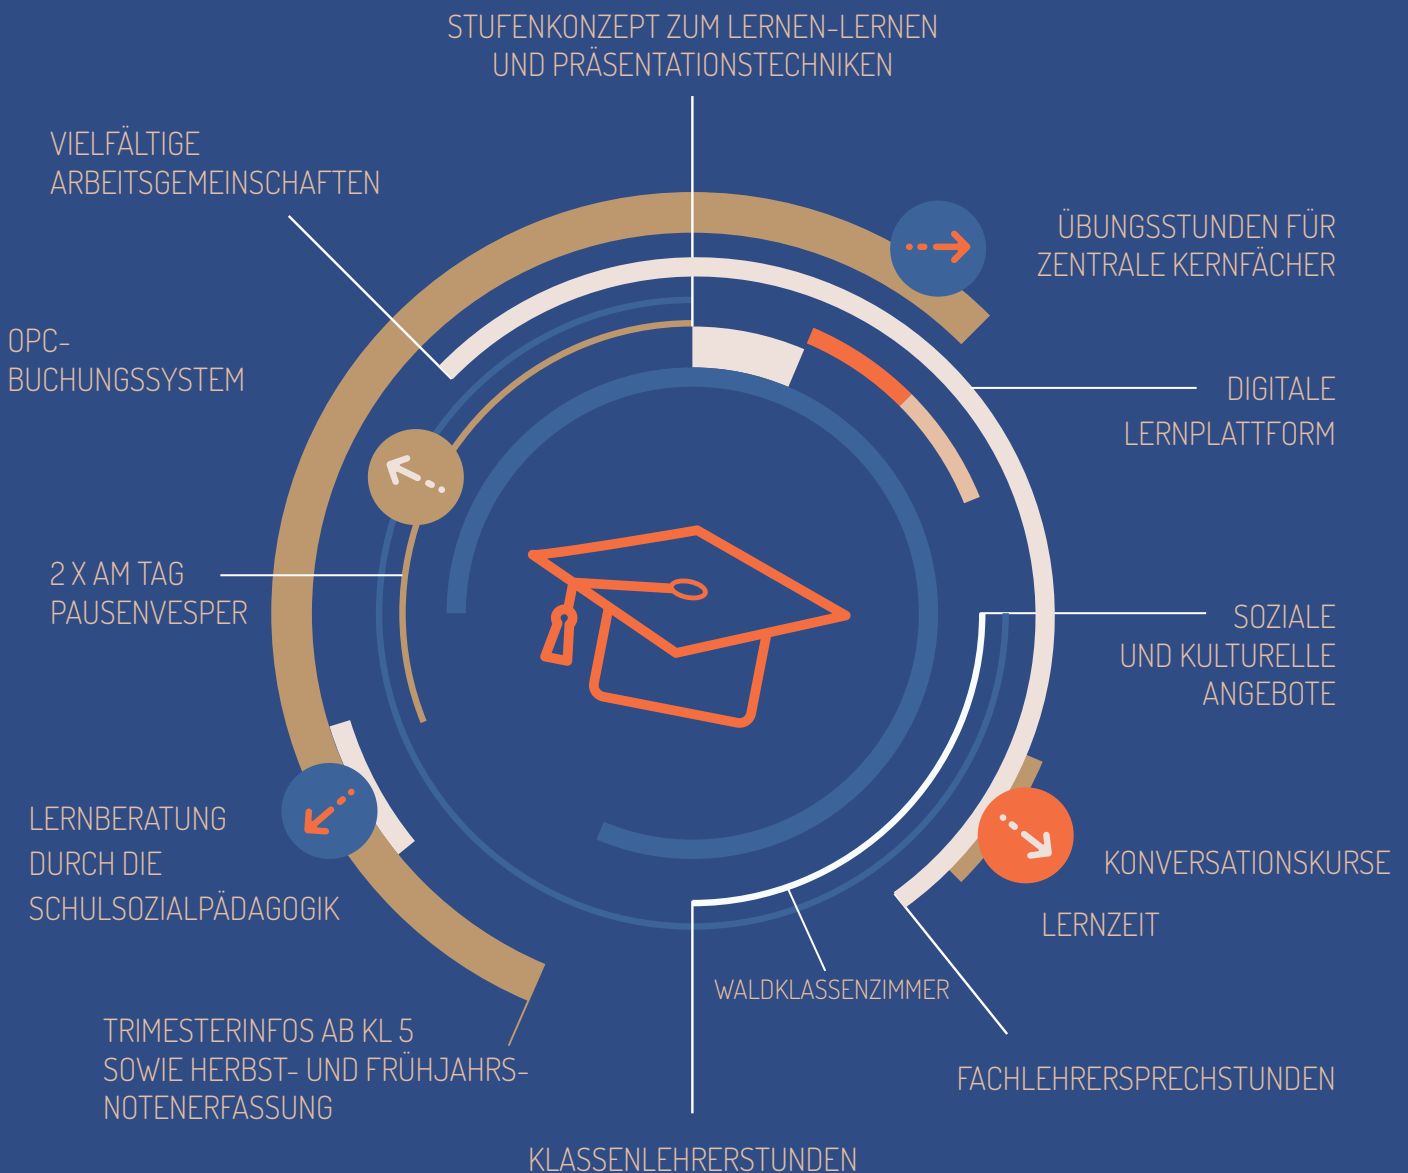 STUFENKONZEPT ZUM LERNEN-LERNEN
UND PRÄSENTATIONSTECHNIKEN
VIELFÄLTIGE
ARBEITSGEMEINSCHAFTEN
ÜBUNGSSTUNDEN FÜR
ZENTRALE KERNFÄCHER
OPC-
BUCHUNGSSYSTEM
DIGITALE
LERNPLATTFORM
2 X AM TAG
PAUSENVESPER
SOZIALE
UND KULTURELLE
ANGEBOTE
LERNBERATUNG
DURCH DIE
SCHULSOZIALPÄDAGOGIK
KONVERSATIONSKURSE
LERNZEIT
WALDKLASSENZIMMER
TRIMESTERINFOS AB KL 5
SOWIE HERBST- UND FRÜHJAHRS-
NOTENERFASSUNG
FACHLEHRERSPRECHSTUNDEN
KLASSENLEHRERSTUNDEN